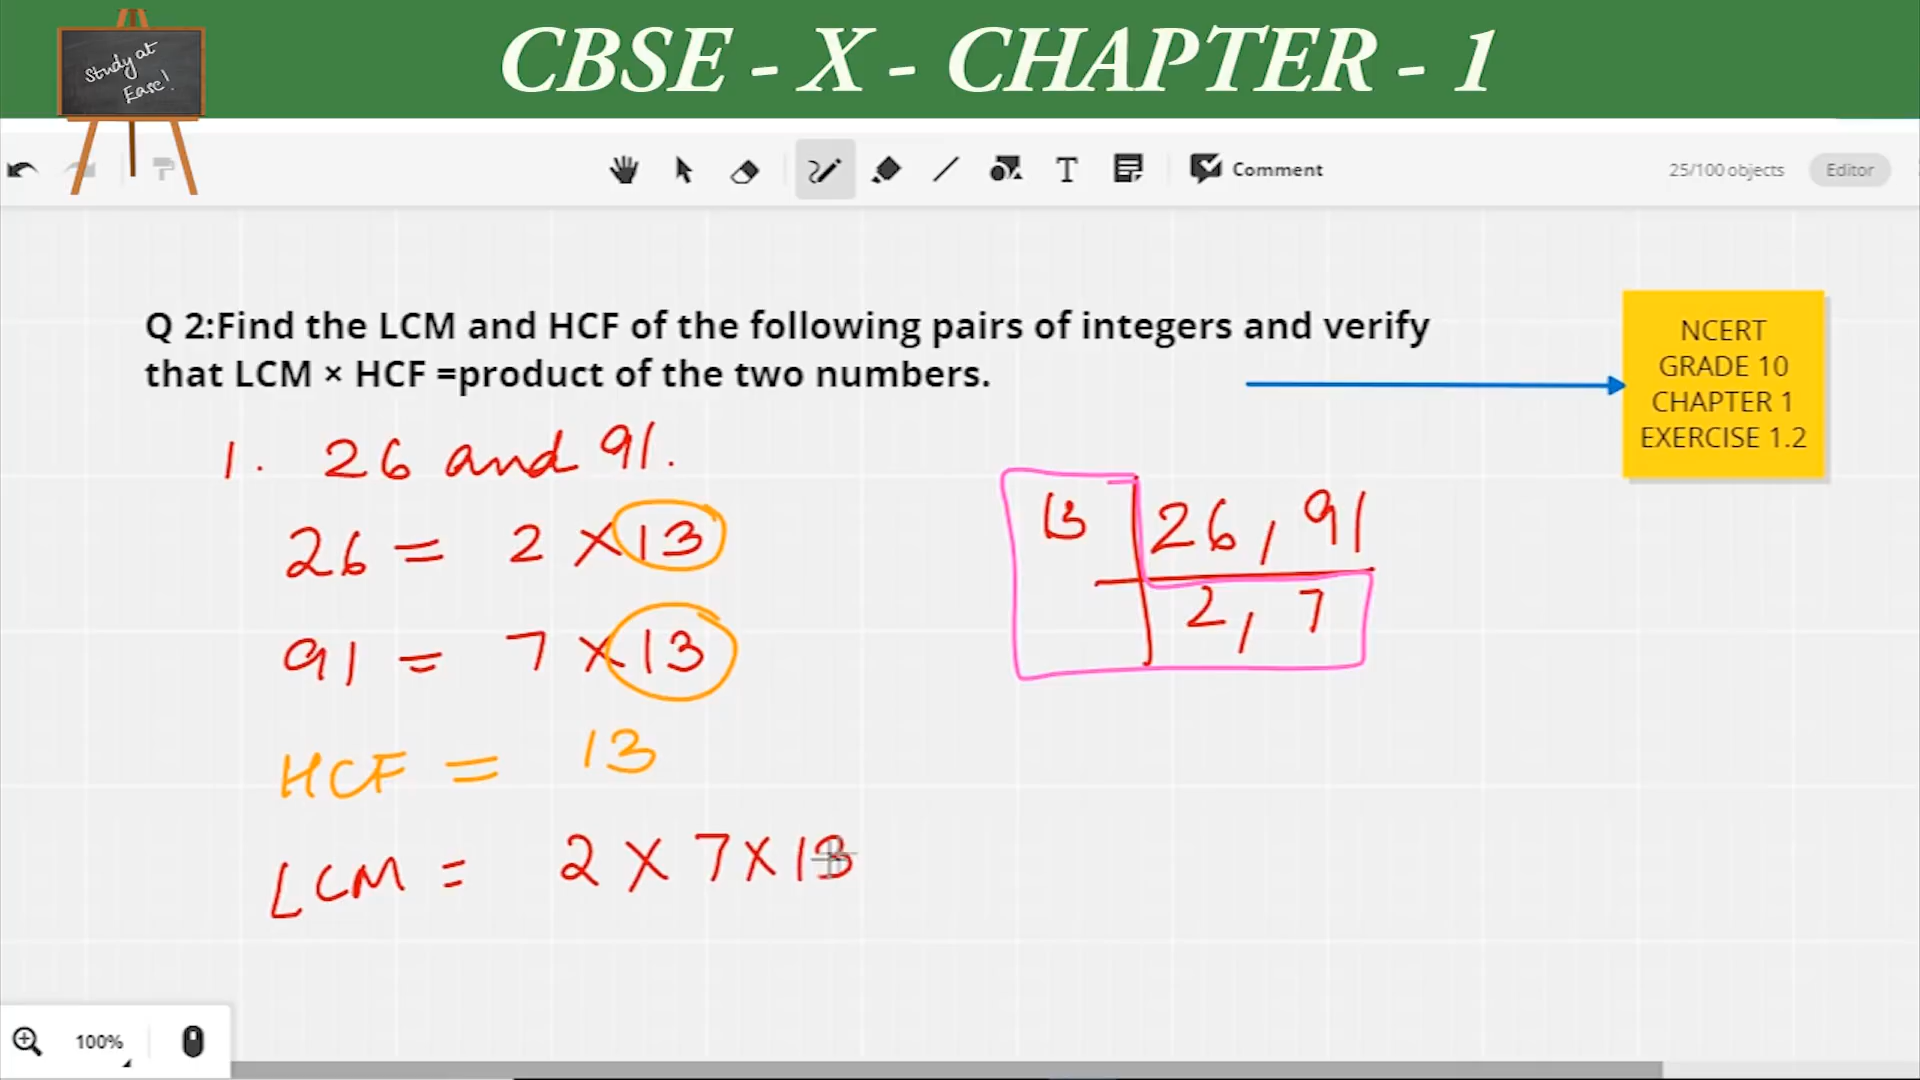 CBSE - X - CHAPTER - 1
Study at
Ease!
T
Comment
25/100 objects
Editor
Q 2:Find the LCM and HCF of the following pairs of integers and verify
that LCM × HCF =product of the two numbers.
NCERT
GRADE 10
CHAPTER 1
EXERCISE 1.2
1. 26 and 91.
26 = 2 × 13
91 = 7 × 13
HCF = 13
LCM = 2 × 7 × 13
13 26, 91
2, 7
100%